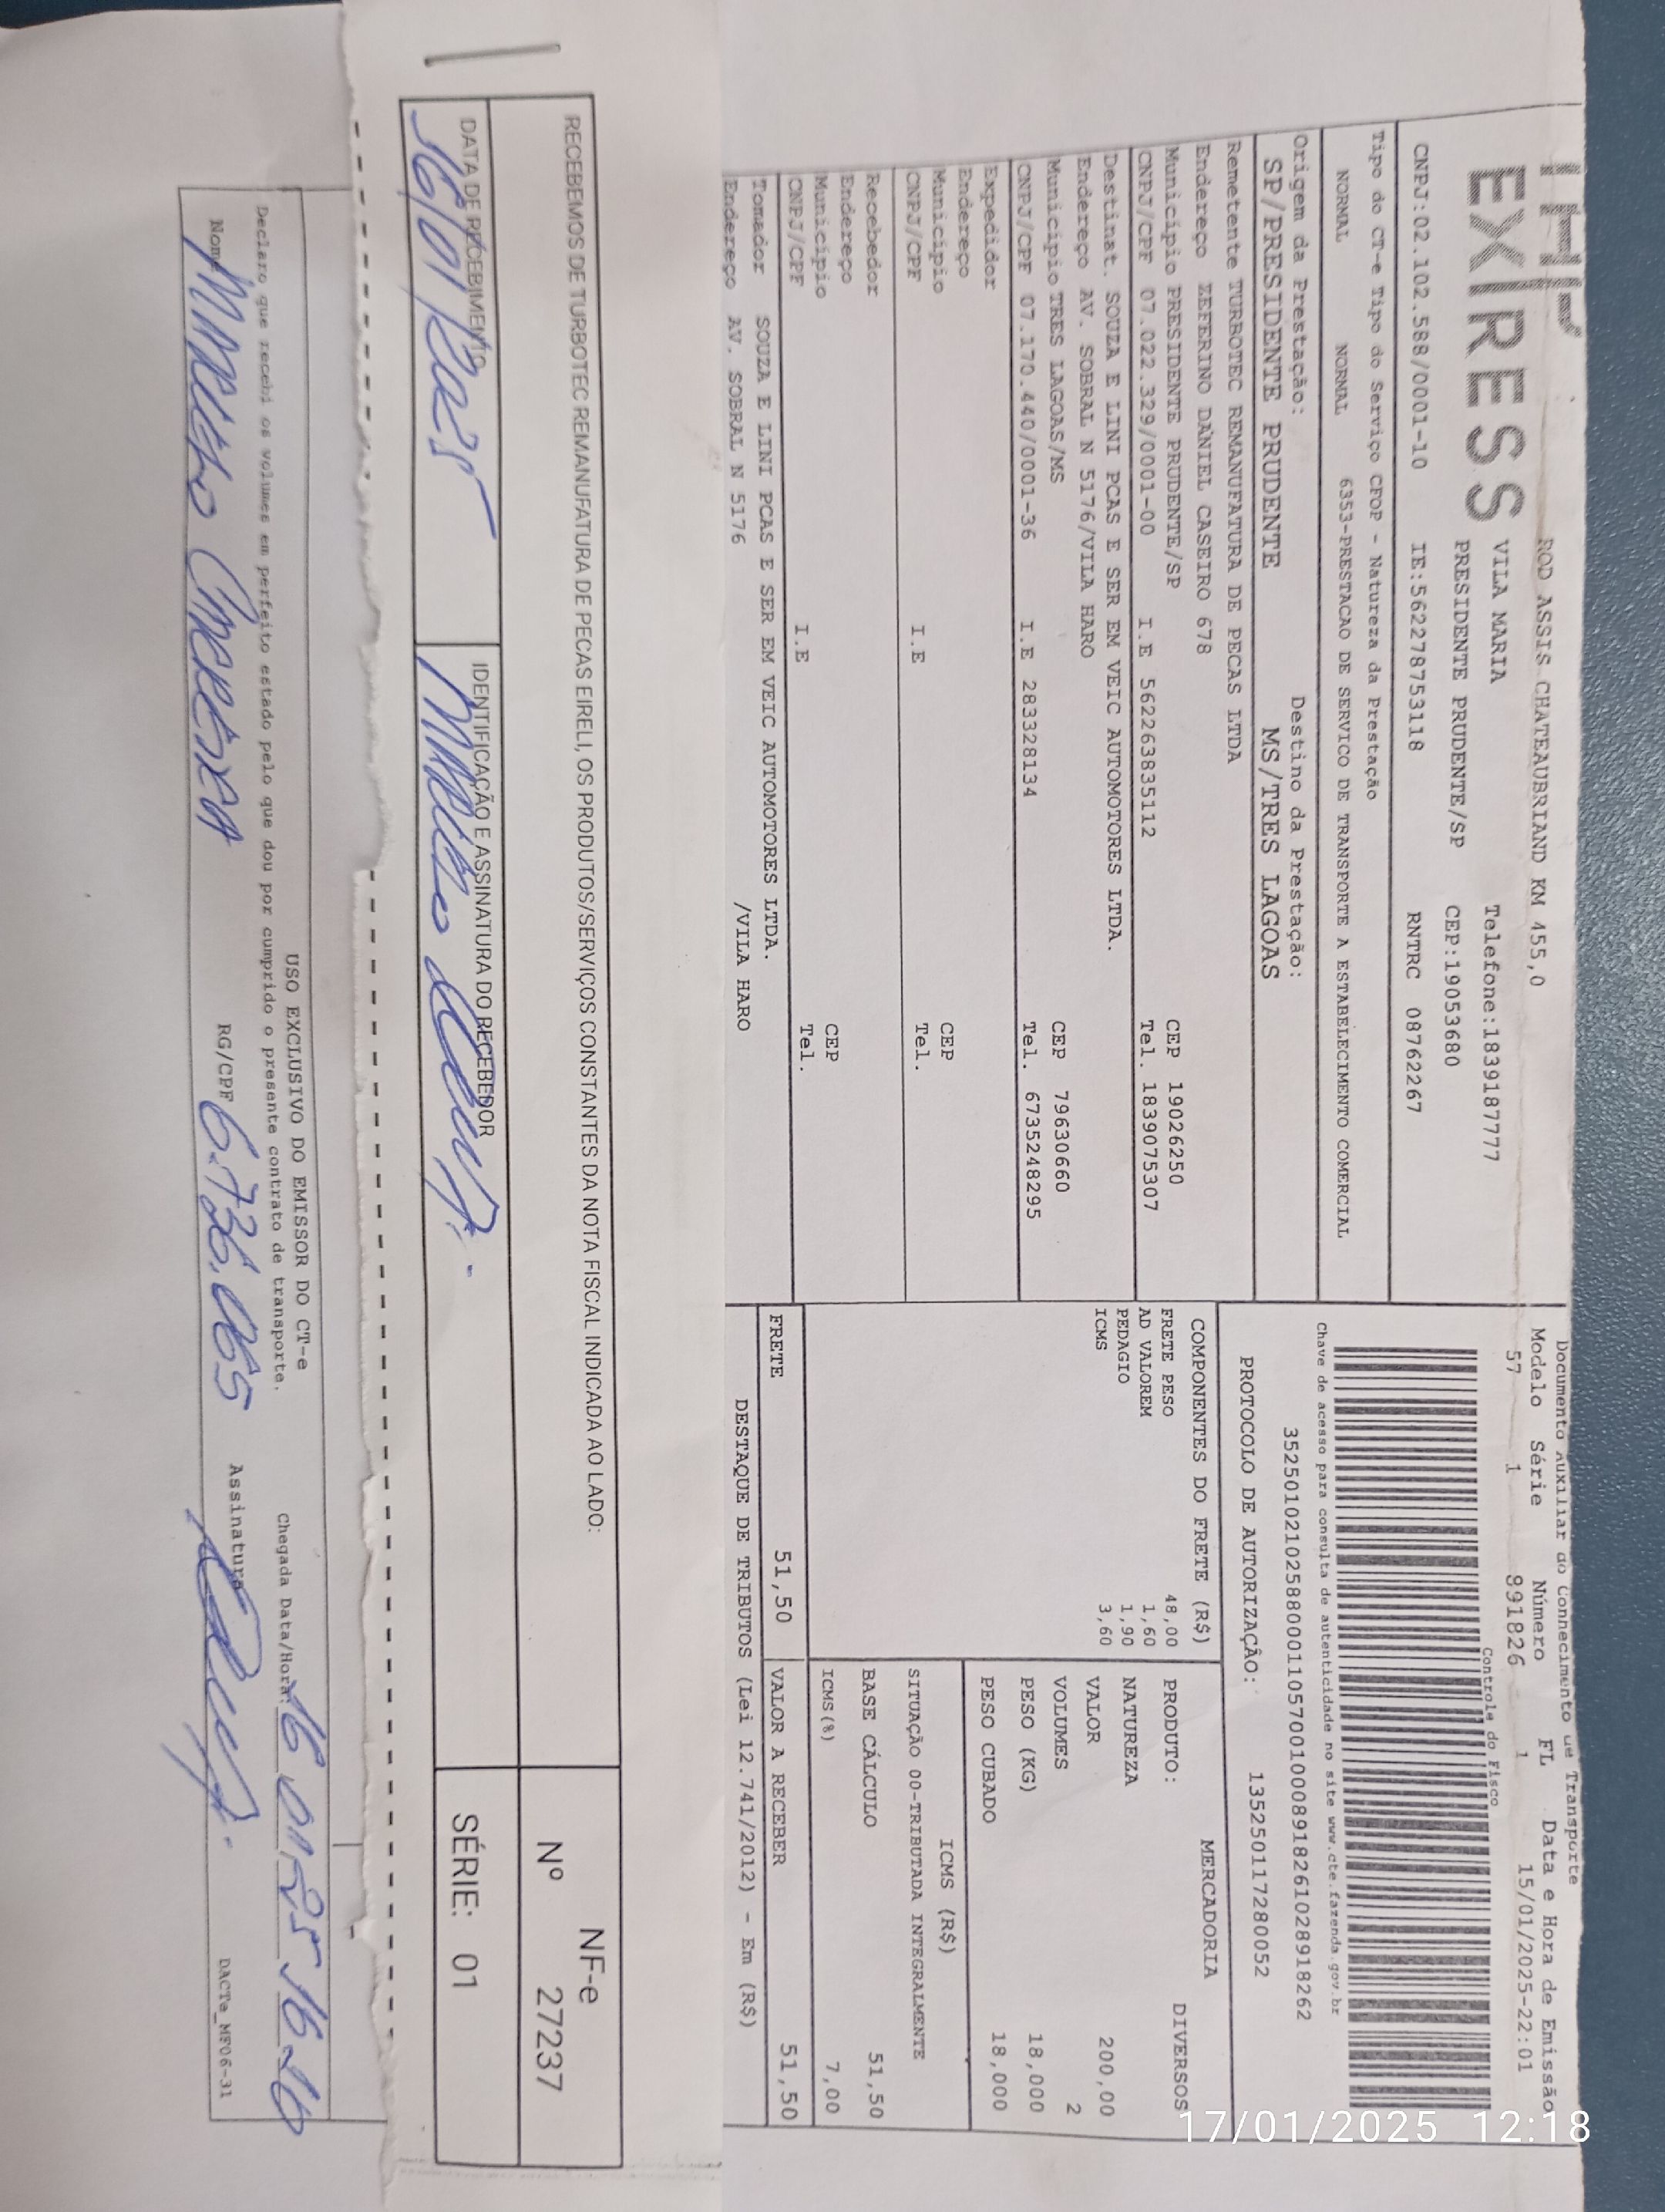 EXPRESS
ROD ASSIS CHATEAUBRIAND KM 455,0
VILA MARIA Telefone:1839187777
PRESIDENTE PRUDENTE/SP CEP:19053680
CNPJ:02.102.588/0001-10 IE:562278753118 RNTRC 08762267
Documento Auxiliar do Conhecimento de Transporte
Modelo Série Número FL Data e Hora de Emissão
57 1 891826 1 15/01/2025-22:01
Controle do Fisco
Tipo do CT-e Tipo do Serviço CFOP - Natureza da Prestação
NORMAL NORMAL 6353-PRESTACAO DE SERVICO DE TRANSPORTE A ESTABELECIMENTO COMERCIAL
Chave de acesso para consulta de autenticidade no site www.cte.fazenda.gov.br
35250102102588000110570010008918261028918262
Origem da Prestação: Destino da Prestação:
SP/PRESIDENTE PRUDENTE MS/TRES LAGOAS
PROTOCOLO DE AUTORIZAÇÃO: 135250117280052
Remetente TURBOTEC REMANUFATURA DE PECAS LTDA
Endereço ZEFERINO DANIEL CASEIRO 678
Município PRESIDENTE PRUDENTE/SP CEP 19026250
CNPJ/CPF 07.022.329/0001-00 I.E 562263835112 Tel. 1839075307
Destinat. SOUZA E LINI PCAS E SER EM VEIC AUTOMOTORES LTDA.
Endereço AV. SOBRAL N 5176/VILA HARO
Município TRES LAGOAS/MS CEP 79630660
CNPJ/CPF 07.170.440/0001-36 I.E 283328134 Tel. 6735248295
Expedidor
Endereço
Município CEP
CNPJ/CPF I.E Tel.
Recebedor
Endereço
Município CEP
CNPJ/CPF I.E Tel.
Tomador SOUZA E LINI PCAS E SER EM VEIC AUTOMOTORES LTDA.
Endereço AV. SOBRAL N 5176 /VILA HARO
COMPONENTES DO FRETE (R$)
FRETE PESO 48,00
AD VALOREM 1,60
PEDAGIO 1,90
ICMS 3,60
MERCADORIA
PRODUTO: DIVERSOS
NATUREZA
VALOR 200,00
VOLUMES 2
PESO (KG) 18,000
PESO CUBADO 18,000
ICMS (R$)
SITUAÇÃO 00-TRIBUTADA INTEGRALMENTE
BASE CÁLCULO 51,50
ICMS(%) 7,00
FRETE 51,50 VALOR A RECEBER 51,50
DESTAQUE DE TRIBUTOS (Lei 12.741/2012) - Em (R$)
RECEBEMOS DE TURBOTEC REMANUFATURA DE PECAS EIRELI, OS PRODUTOS/SERVIÇOS CONSTANTES DA NOTA FISCAL INDICADA AO LADO:
NF-e
Nº 27237
SÉRIE: 01
DATA DE RECEBIMENTO
16/01/2025
IDENTIFICAÇÃO E ASSINATURA DO RECEBEDOR
USO EXCLUSIVO DO EMISSOR DO CT-e
Declaro que recebi os volumes em perfeito estado pelo que dou por cumprido o presente contrato de transporte.
Chegada Data/Hora: 16 01 25 16:20
Nome RG/CPF Assinatura
DACTe_MF06-31
17/01/2025 12:18